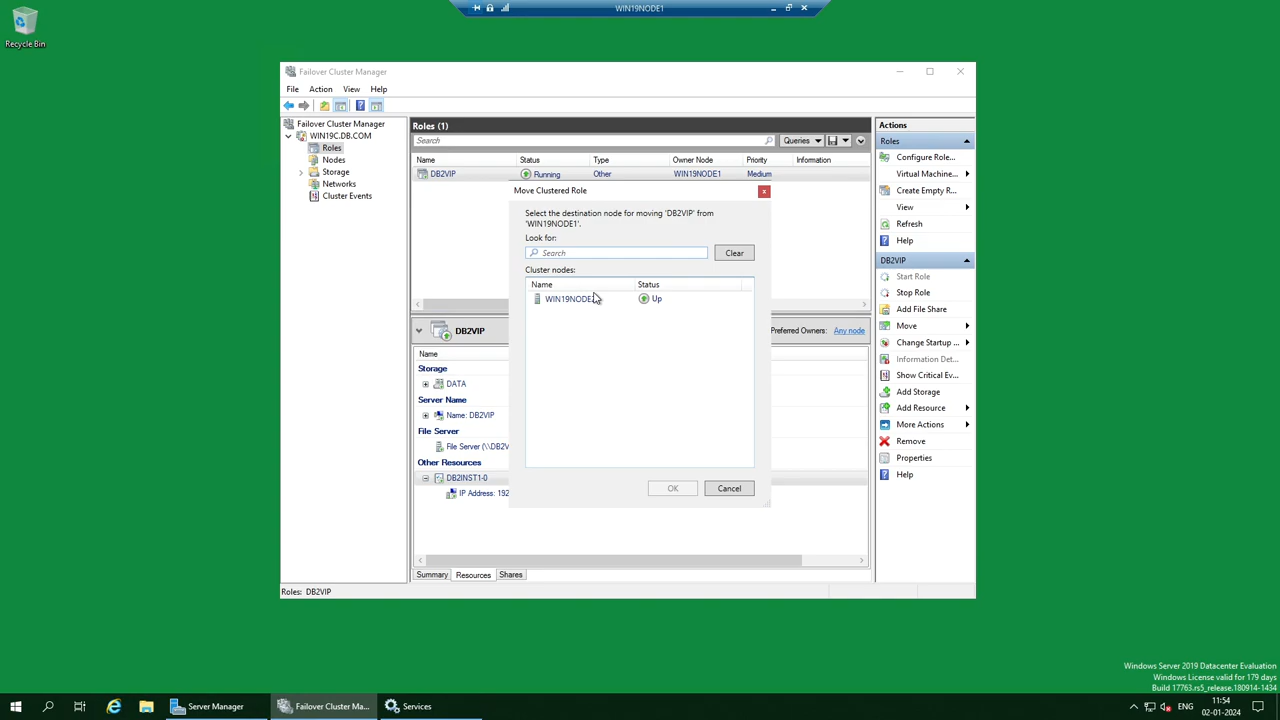 WIN19NODE1
Recycle Bin
Failover Cluster Manager
File Action View Help
Failover Cluster Manager
WIN19C.DB.COM
Roles
Nodes
Storage
Networks
Cluster Events
Roles (1)
Search
Queries
Name Status Type Owner Node Priority Information
DB2VIP Running Other WIN19NODE1 Medium
Move Clustered Role
x
Select the destination node for moving 'DB2VIP' from
'WIN19NODE1'.
Look for:
Search
Clear
Cluster nodes:
Name Status
Up
OK Cancel
DB2VIP
Preferred Owners: Any node
Name
Storage
DATA
Server Name
Name: DB2VIP
File Server
File Server
Other Resources
DB2INST1-0
IP Address: 192
Summary Resources Shares
Roles: DB2VIP
Actions
Roles
Configure Role...
Virtual Machine...
Create Empty R...
View
Refresh
Help
DB2VIP
Start Role
Stop Role
Add File Share
Move
Change Startup ...
Information Det...
Show Critical Ev...
Add Storage
Add Resource
More Actions
Remove
Properties
Help
Windows Server 2019 Datacenter Evaluation
Windows License valid for 179 days
Build 17763.rs5_release.180914-1434
Server Manager
Failover Cluster Ma...
Services
ENG
11:54
02-01-2024